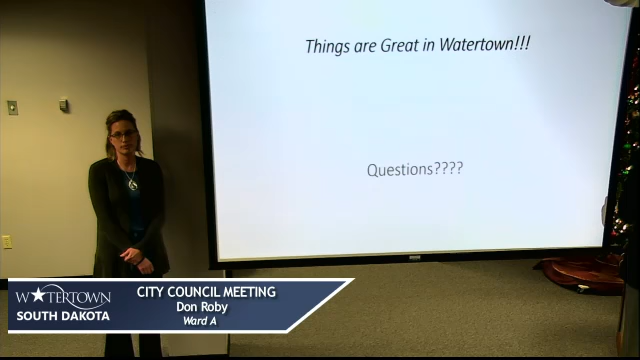 Things are Great in Watertown!!!
Questions????
WATERTOWN
SOUTH DAKOTA
CITY COUNCIL MEETING
Don Roby
Ward A